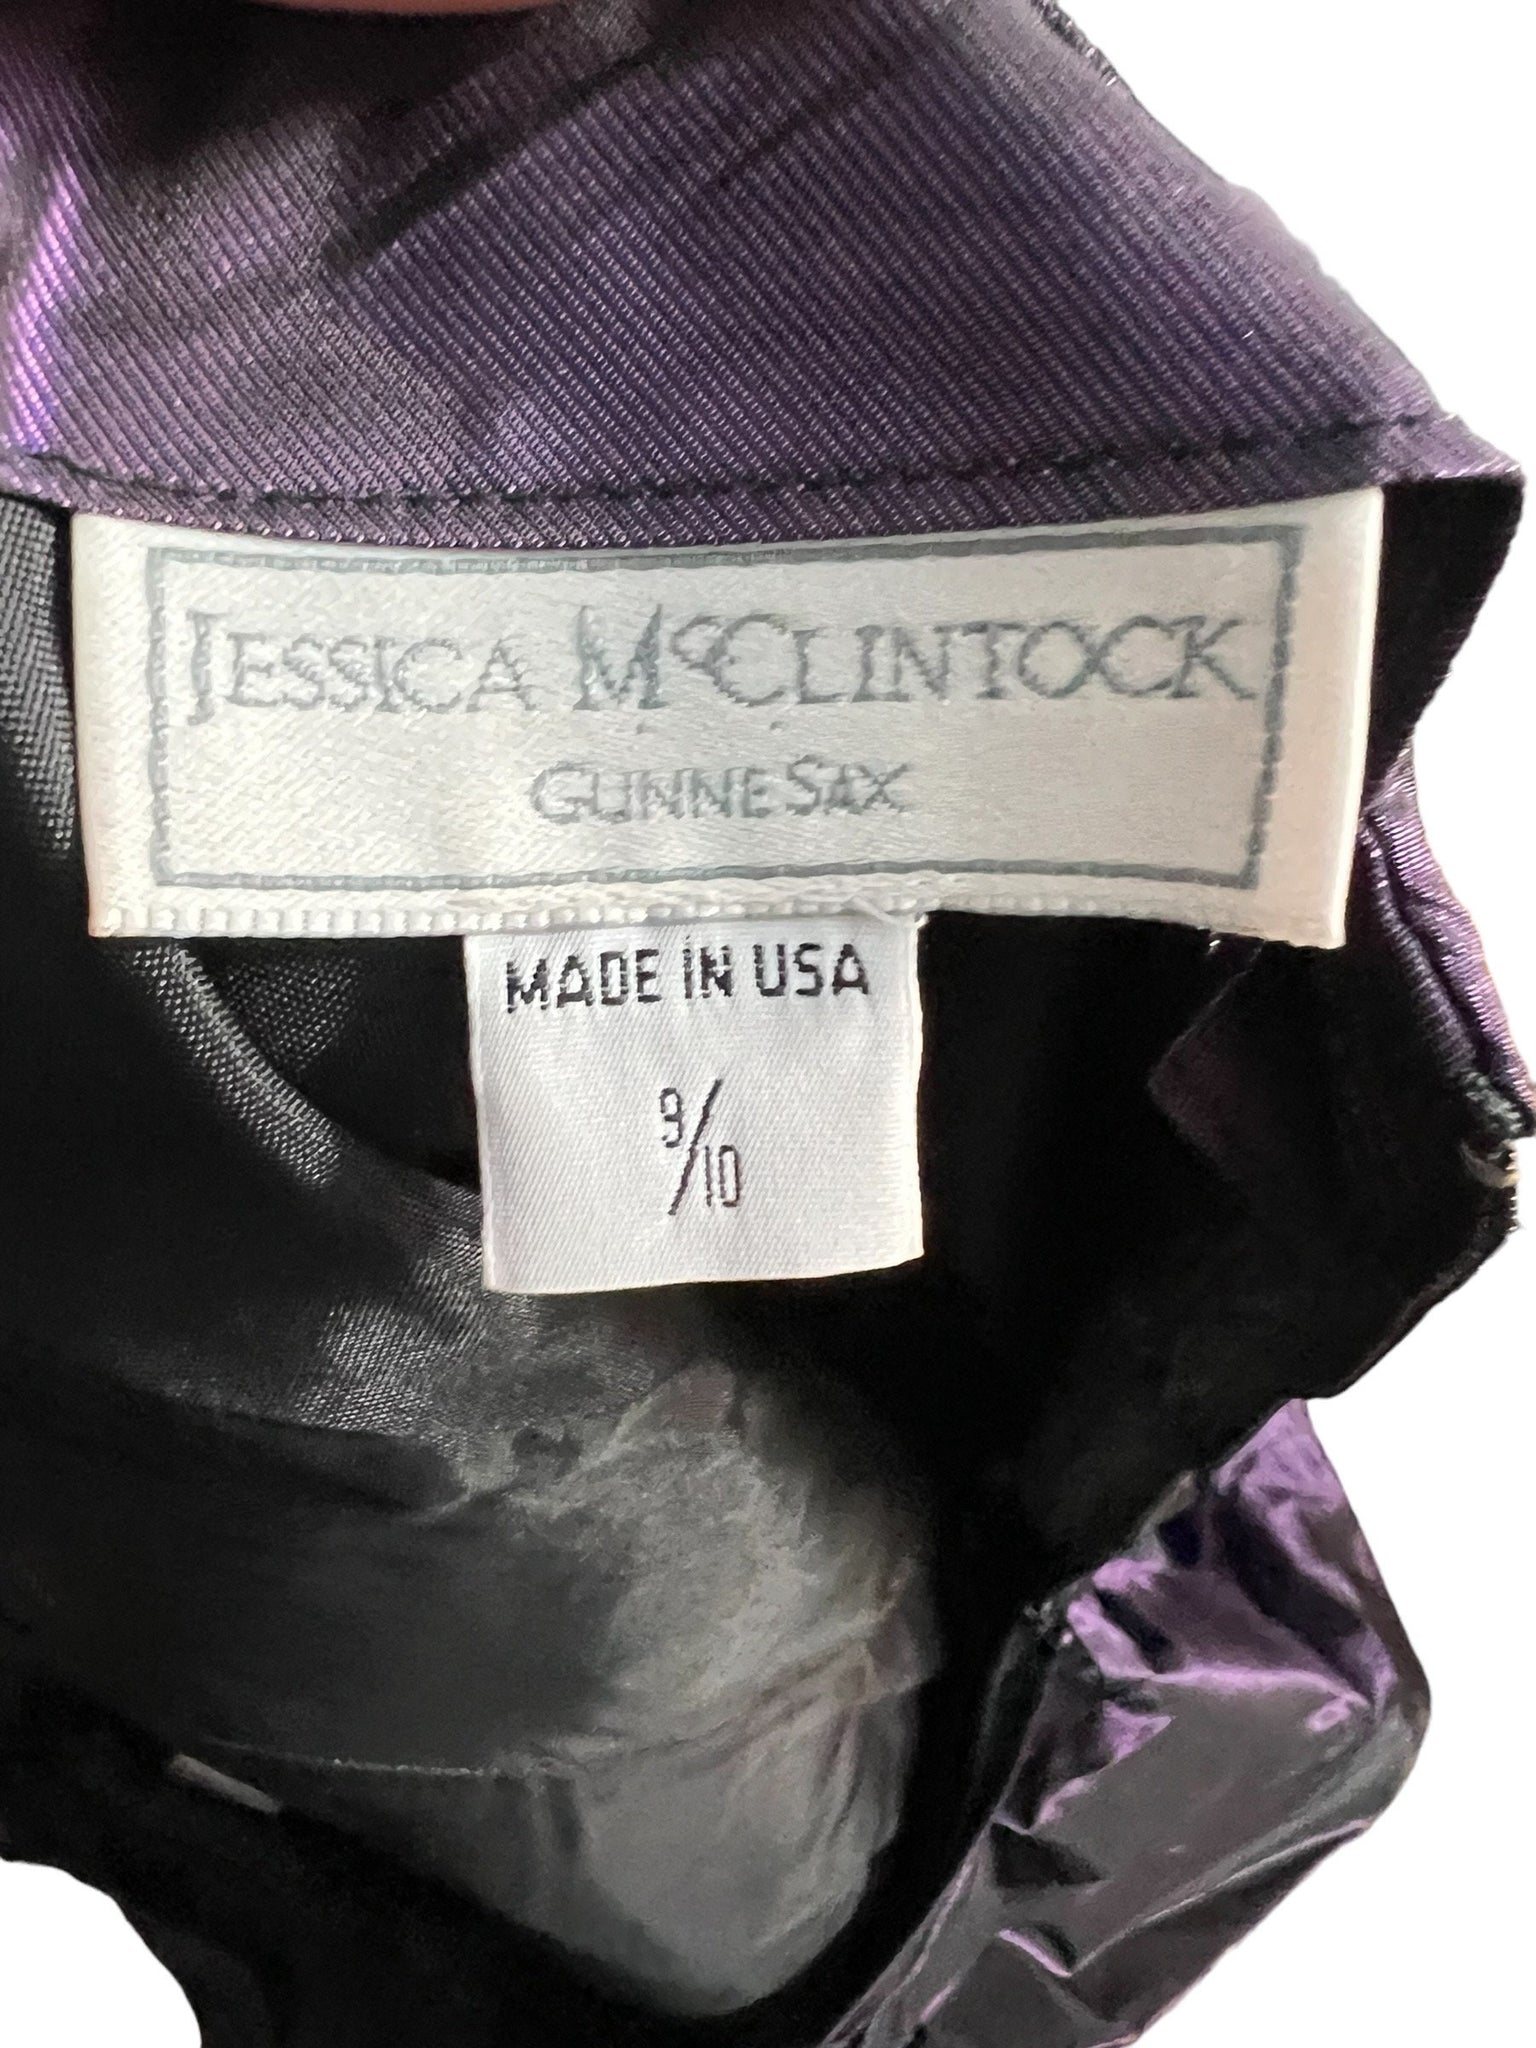 JESSICA McCLINTOCK
GUNNE SAX
MADE IN USA
9/10